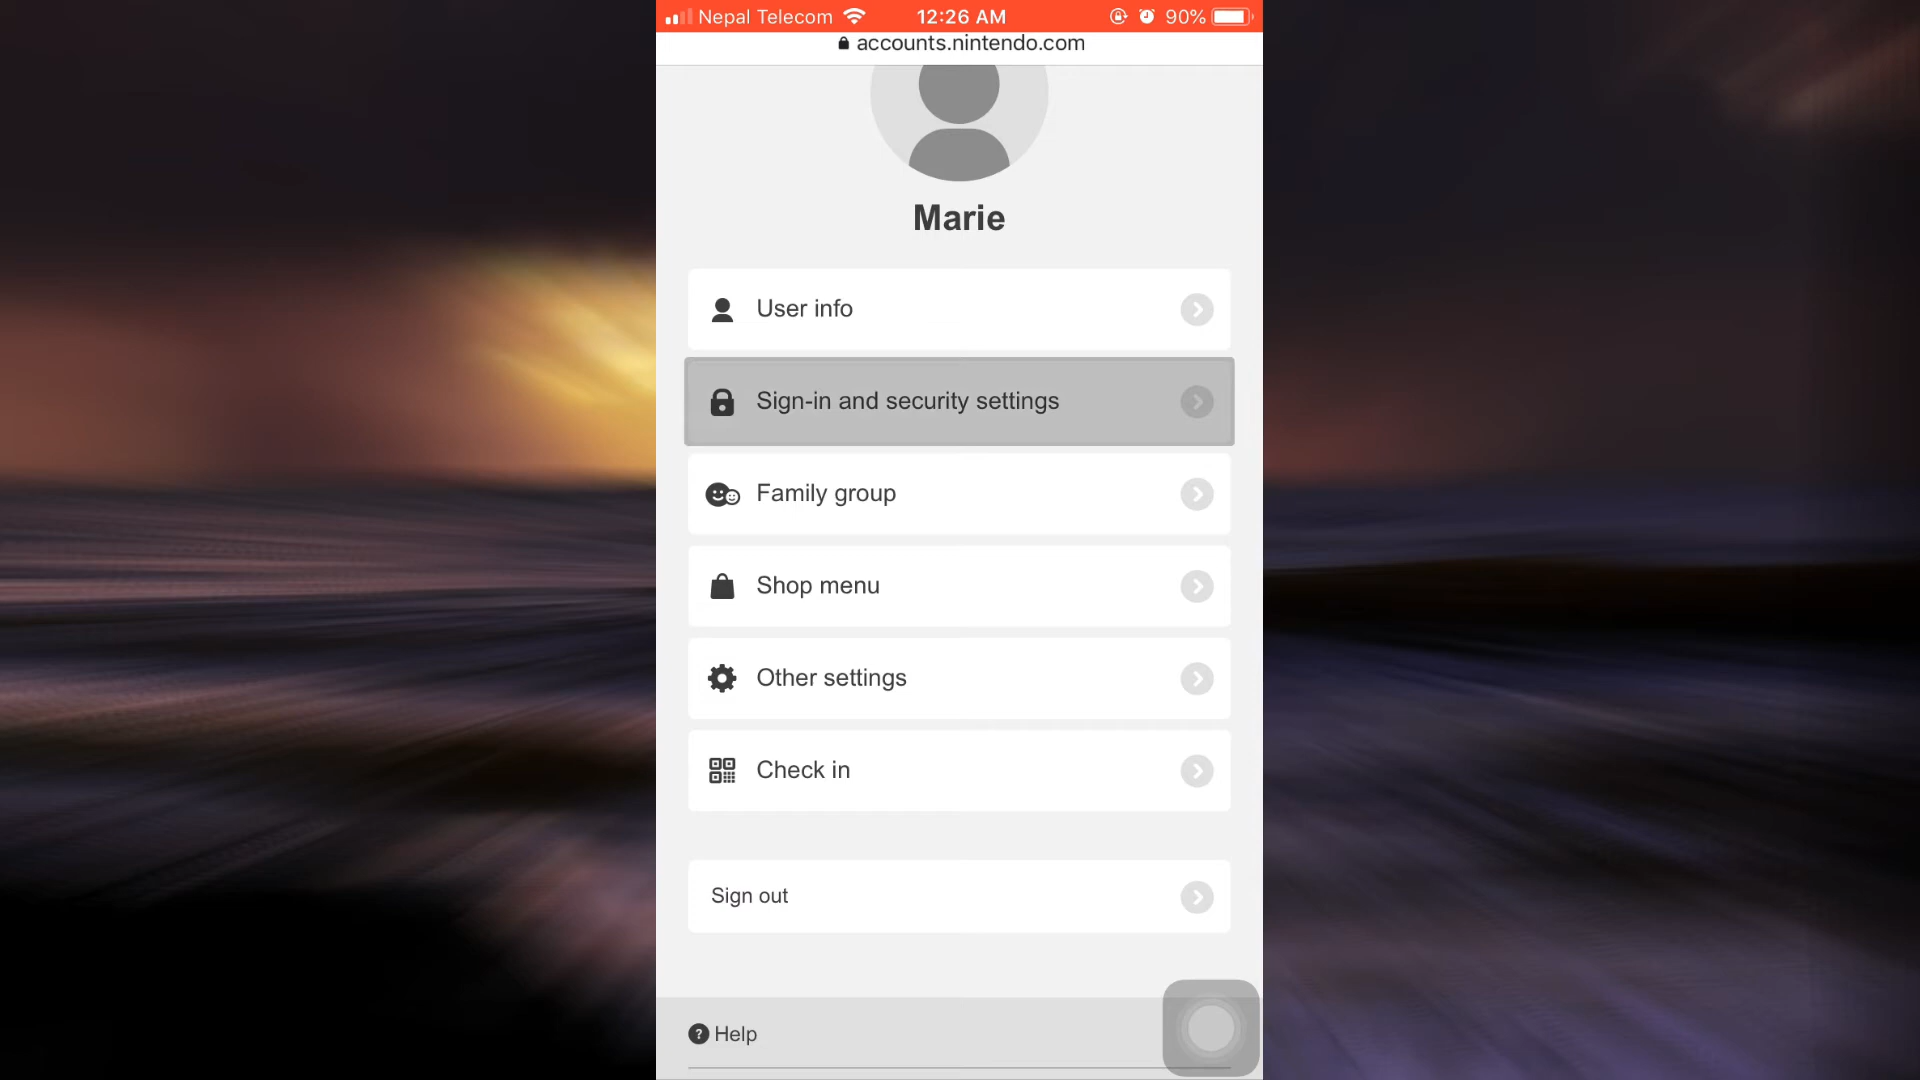 Nepal Telecom 12:26 AM 90%
accounts.nintendo.com
Marie
User info
Sign-in and security settings
Family group
Shop menu
Other settings
Check in
Sign out
? Help